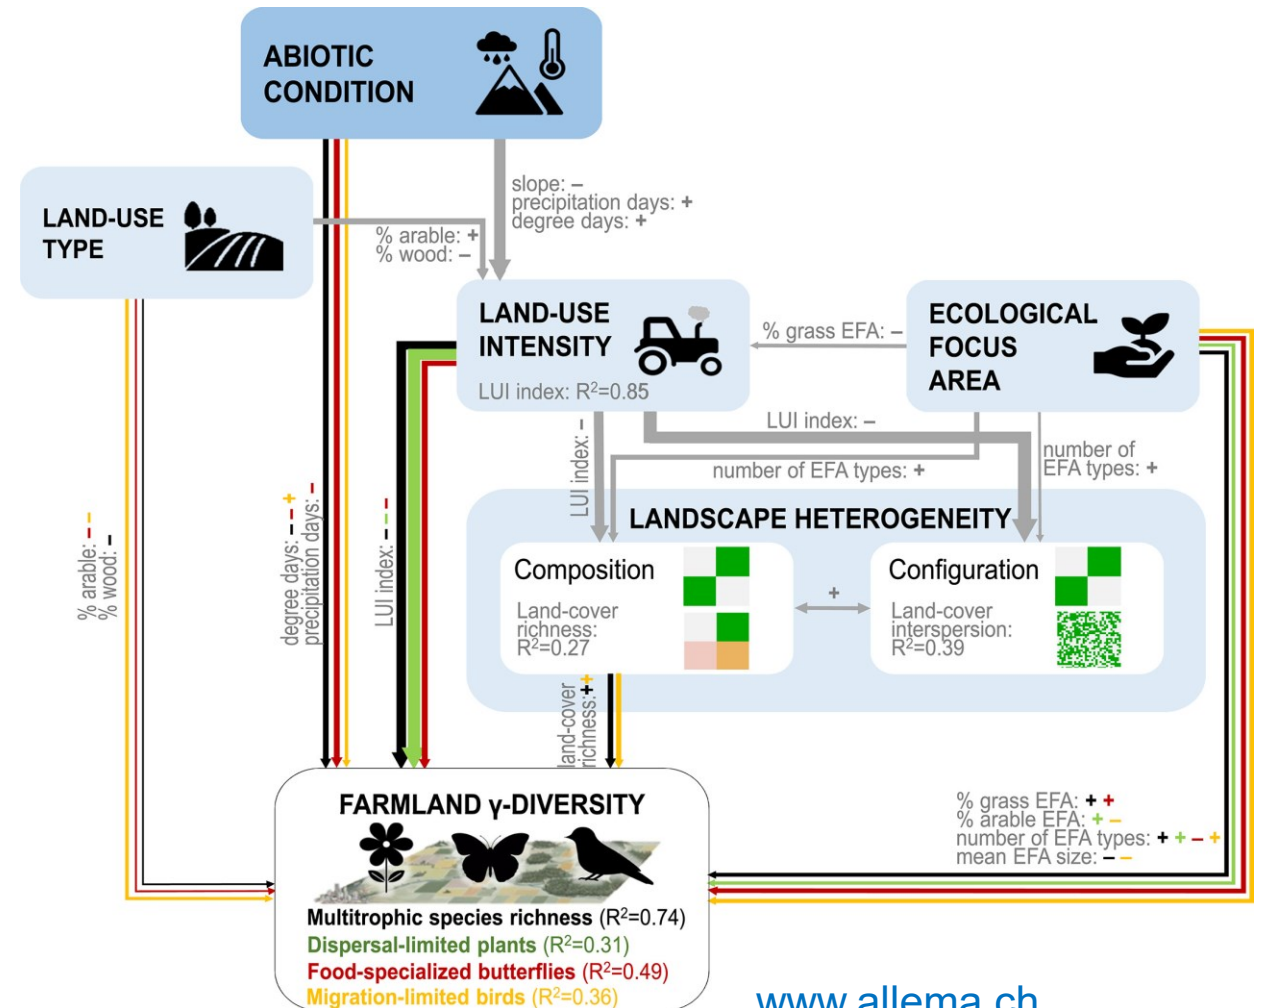 ABIOTIC
CONDITION
LAND-USE
TYPE
slope: –
precipitation days: +
degree days: +
% arable: +
% wood: –
LAND-USE
INTENSITY
LUI index: R²=0.85
% grass EFA: –
ECOLOGICAL
FOCUS
AREA
LUI index: –
LUI index: –
number of EFA types: +
number of
EFA types: +
LANDSCAPE HETEROGENEITY
Composition
Land-cover
richness:
R²=0.27
+
Configuration
Land-cover
interspersion:
R²=0.39
% arable: – –
% wood: –
degree days: – – +
precipitation days: –
LUI index: – – –
land-cover
richness: + +
FARMLAND γ-DIVERSITY
Multitrophic species richness (R²=0.74)
Dispersal-limited plants (R²=0.31)
Food-specialized butterflies (R²=0.49)
Migration-limited birds (R²=0.36)
% grass EFA: + +
% arable EFA: + –
number of EFA types: + + – +
mean EFA size: – –
www.allema.ch